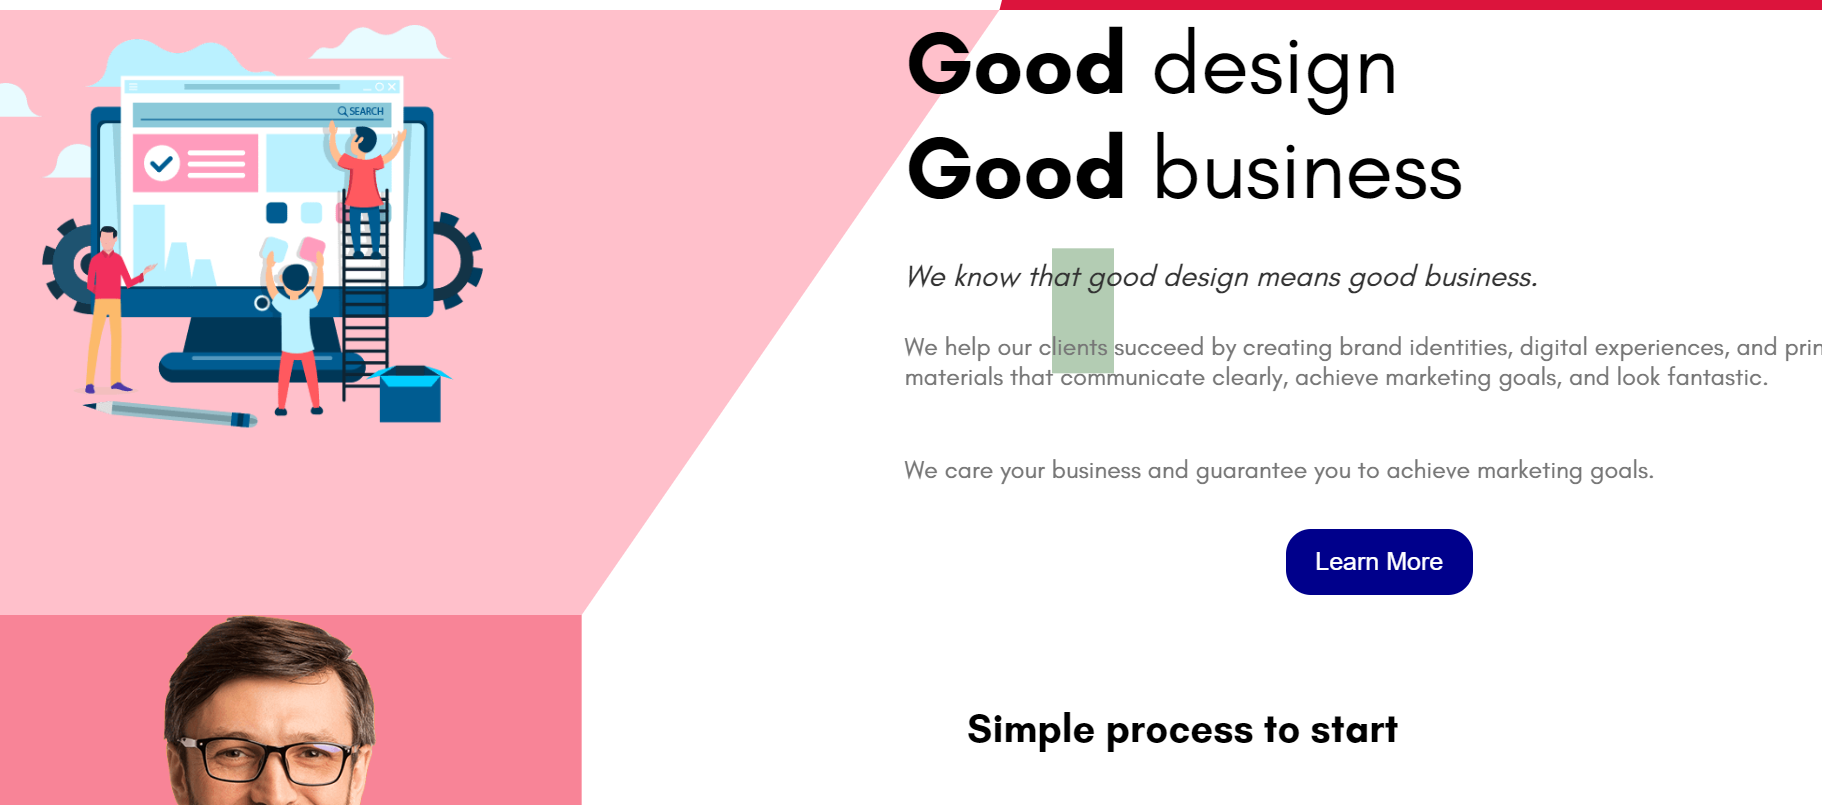 SEARCH
Good design
Good business
We know that good design means good business.
We help our clients succeed by creating brand identities, digital experiences, and prin
materials that communicate clearly, achieve marketing goals, and look fantastic.
We care your business and guarantee you to achieve marketing goals.
Learn More
Simple process to start